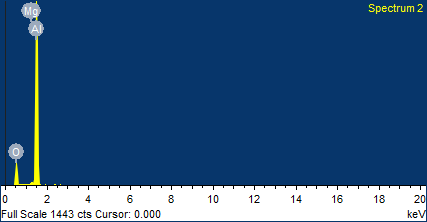 Spectrum 2
Mg
Al
O
0 2 4 6 8 10 12 14 16 18 20
Full Scale 1443 cts Cursor: 0.000 keV